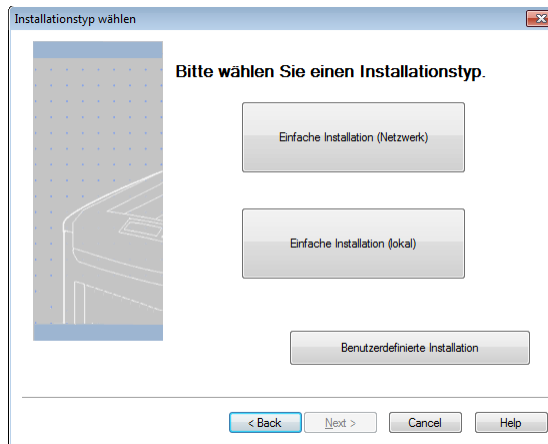 Installationstyp wählen
Bitte wählen Sie einen Installationstyp.
Einfache Installation (Netzwerk)
Einfache Installation (lokal)
Benutzerdefinierte Installation
< Back Next > Cancel Help